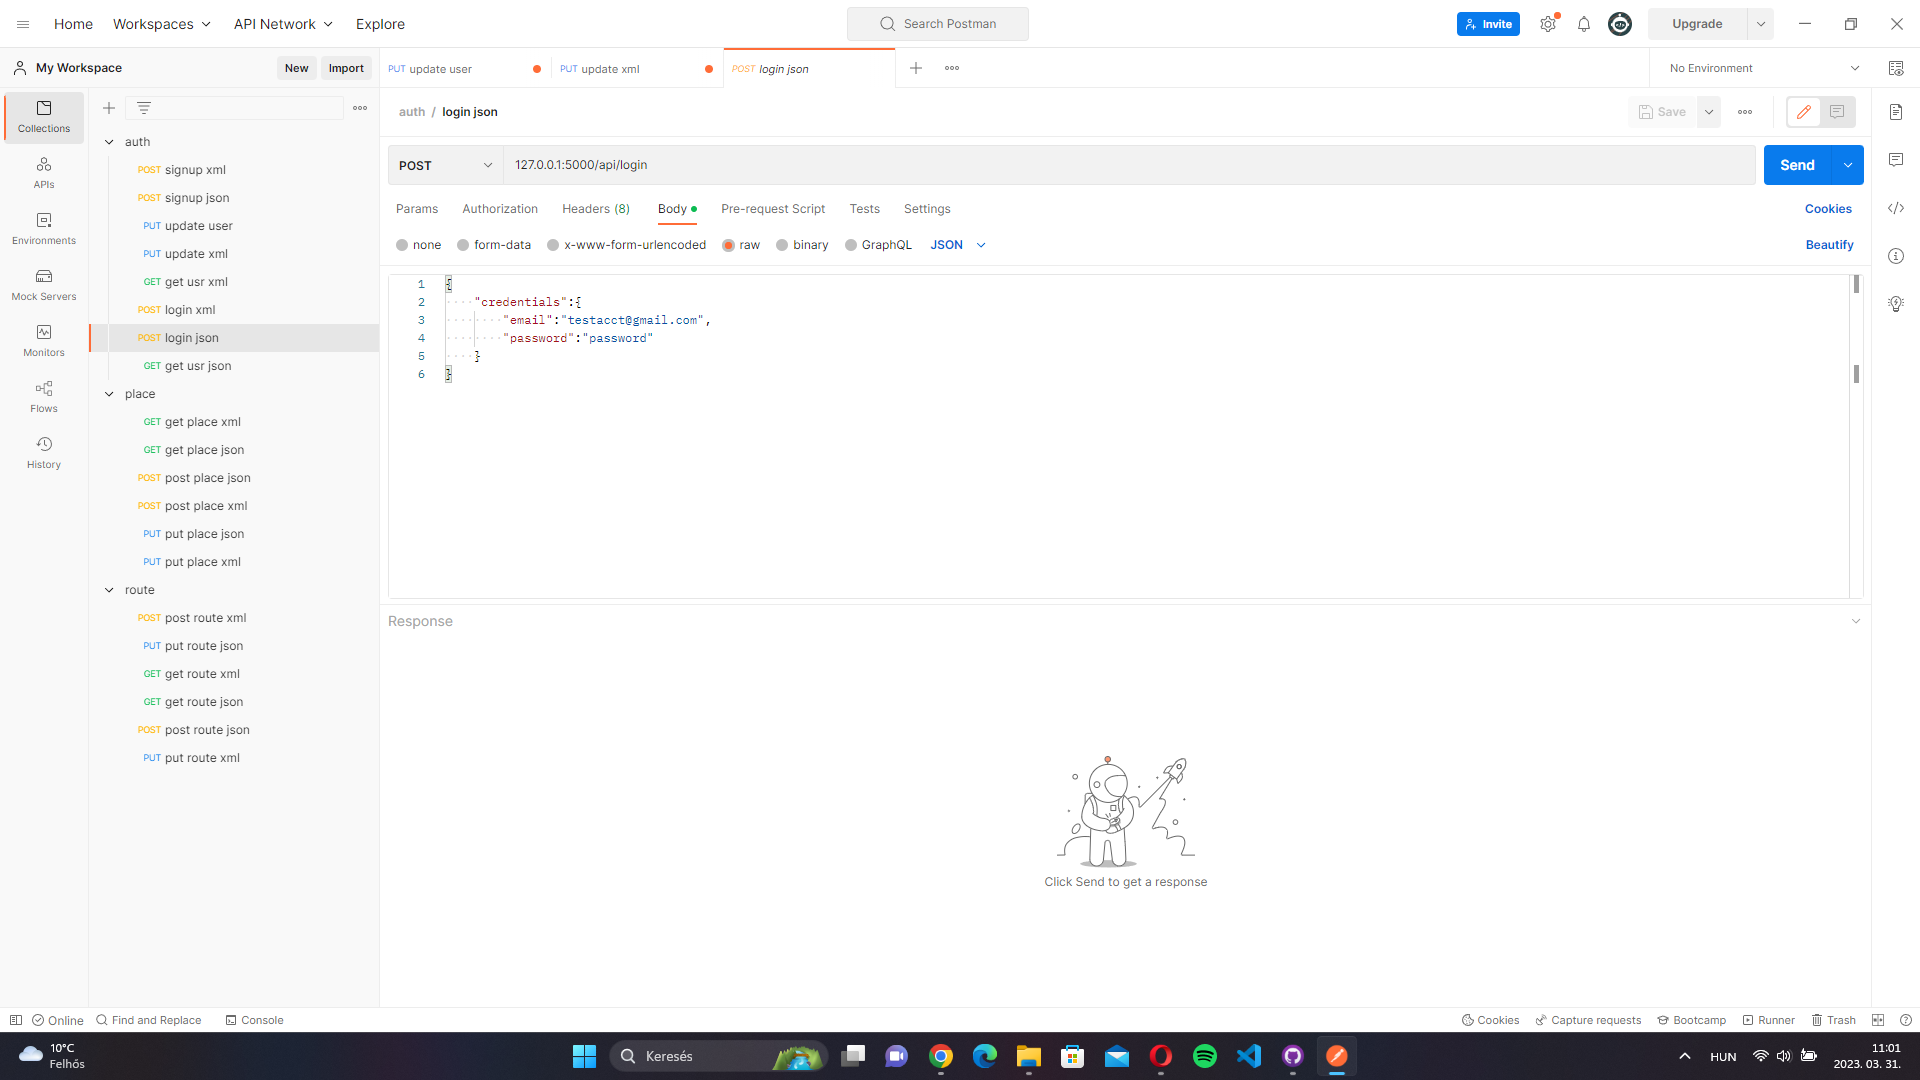 Home Workspaces API Network Explore Search Postman Invite Upgrade
My Workspace New Import PUT update user PUT update xml POST login json No Environment
Collections
APIs
Environments
Mock Servers
Monitors
Flows
History
auth
POST signup xml
POST signup json
PUT update user
PUT update xml
GET get usr xml
POST login xml
POST login json
GET get usr json
place
GET get place xml
GET get place json
POST post place json
POST post place xml
PUT put place json
PUT put place xml
route
POST post route xml
PUT put route json
GET get route xml
GET get route json
POST post route json
PUT put route xml
auth / login json Save
POST 127.0.0.1:5000/api/login Send
Params Authorization Headers (8) Body Pre-request Script Tests Settings Cookies
none form-data x-www-form-urlencoded raw binary GraphQL JSON Beautify
1 {
2 "credentials":{
3 "email":"testacct@gmail.com",
4 "password":"password"
5 }
6 }
Response
Click Send to get a response
Online Find and Replace Console Cookies Capture requests Bootcamp Runner Trash
10°C
Felhős
Keresés
HUN
11:01
2023. 03. 31.